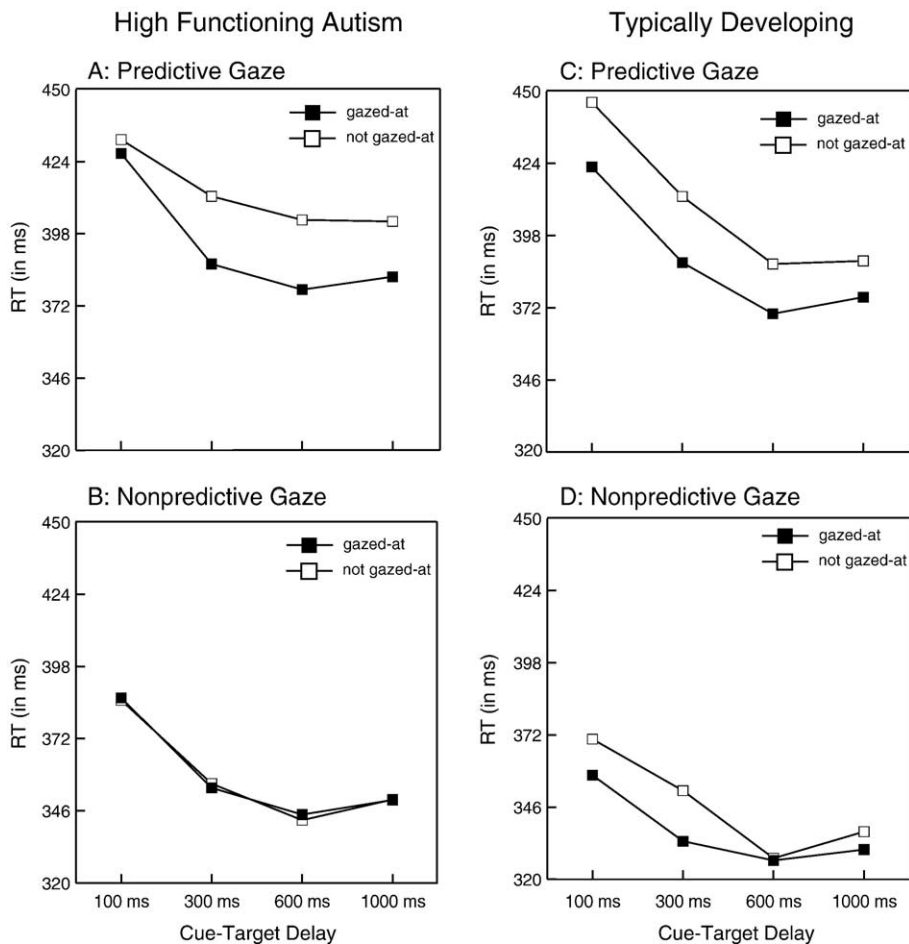 High Functioning Autism
Typically Developing
A: Predictive Gaze
450
424
398
372
346
320
RT (in ms)
gazed-at
not gazed-at
C: Predictive Gaze
450
424
398
372
346
320
RT (in ms)
gazed-at
not gazed-at
B: Nonpredictive Gaze
450
424
398
372
346
320
RT (in ms)
gazed-at
not gazed-at
100 ms 300 ms 600 ms 1000 ms
Cue-Target Delay
D: Nonpredictive Gaze
450
424
398
372
346
320
RT (in ms)
gazed-at
not gazed-at
100 ms 300 ms 600 ms 1000 ms
Cue-Target Delay